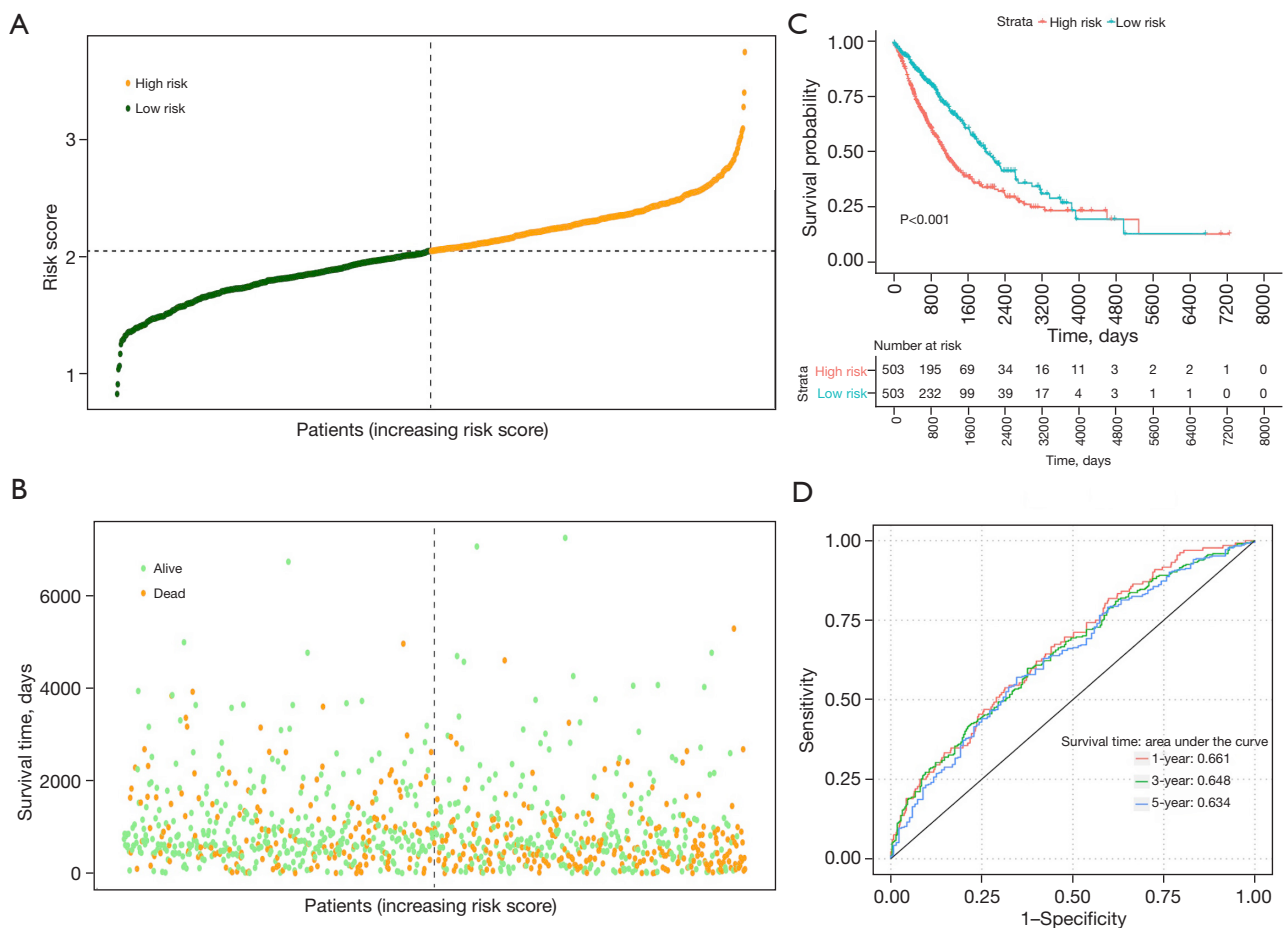 A
High risk
Low risk
3
2
1
Risk score
Patients (increasing risk score)
B
Alive
Dead
6000
4000
2000
0
Survival time, days
Patients (increasing risk score)
C
Strata High risk Low risk
1.00
0.75
0.50
0.25
0.00
Survival probability
P<0.001
0 800 1600 2400 3200 4000 4800 5600 6400 7200 8000
Time, days
Number at risk
Strata
High risk 503 195 69 34 16 11 3 2 2 1 0
Low risk 503 232 99 39 17 4 3 1 1 0 0
0 800 1600 2400 3200 4000 4800 5600 6400 7200 8000
Time, days
D
1.00
0.75
0.50
0.25
0.00
Sensitivity
Survival time: area under the curve
1-year: 0.661
3-year: 0.648
5-year: 0.634
0.00 0.25 0.50 0.75 1.00
1–Specificity